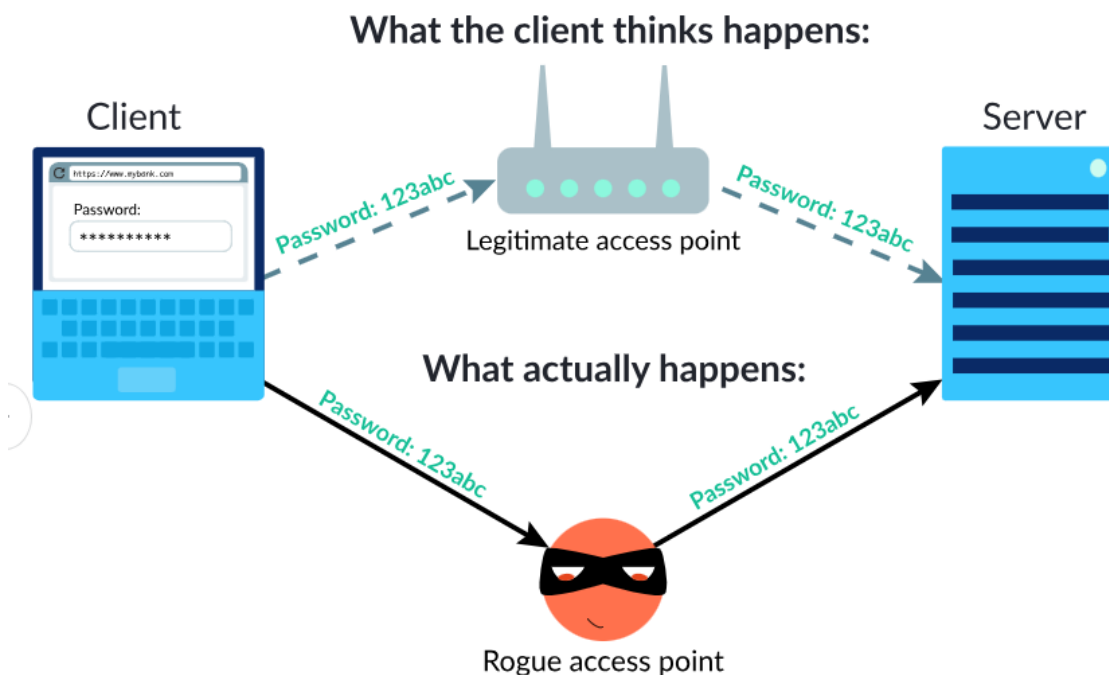 What the client thinks happens:
Client
Server
https://www.mybank.com
Password:
**********
Password: 123abc
Password: 123abc
Legitimate access point
What actually happens:
Password: 123abc
Password: 123abc
Rogue access point